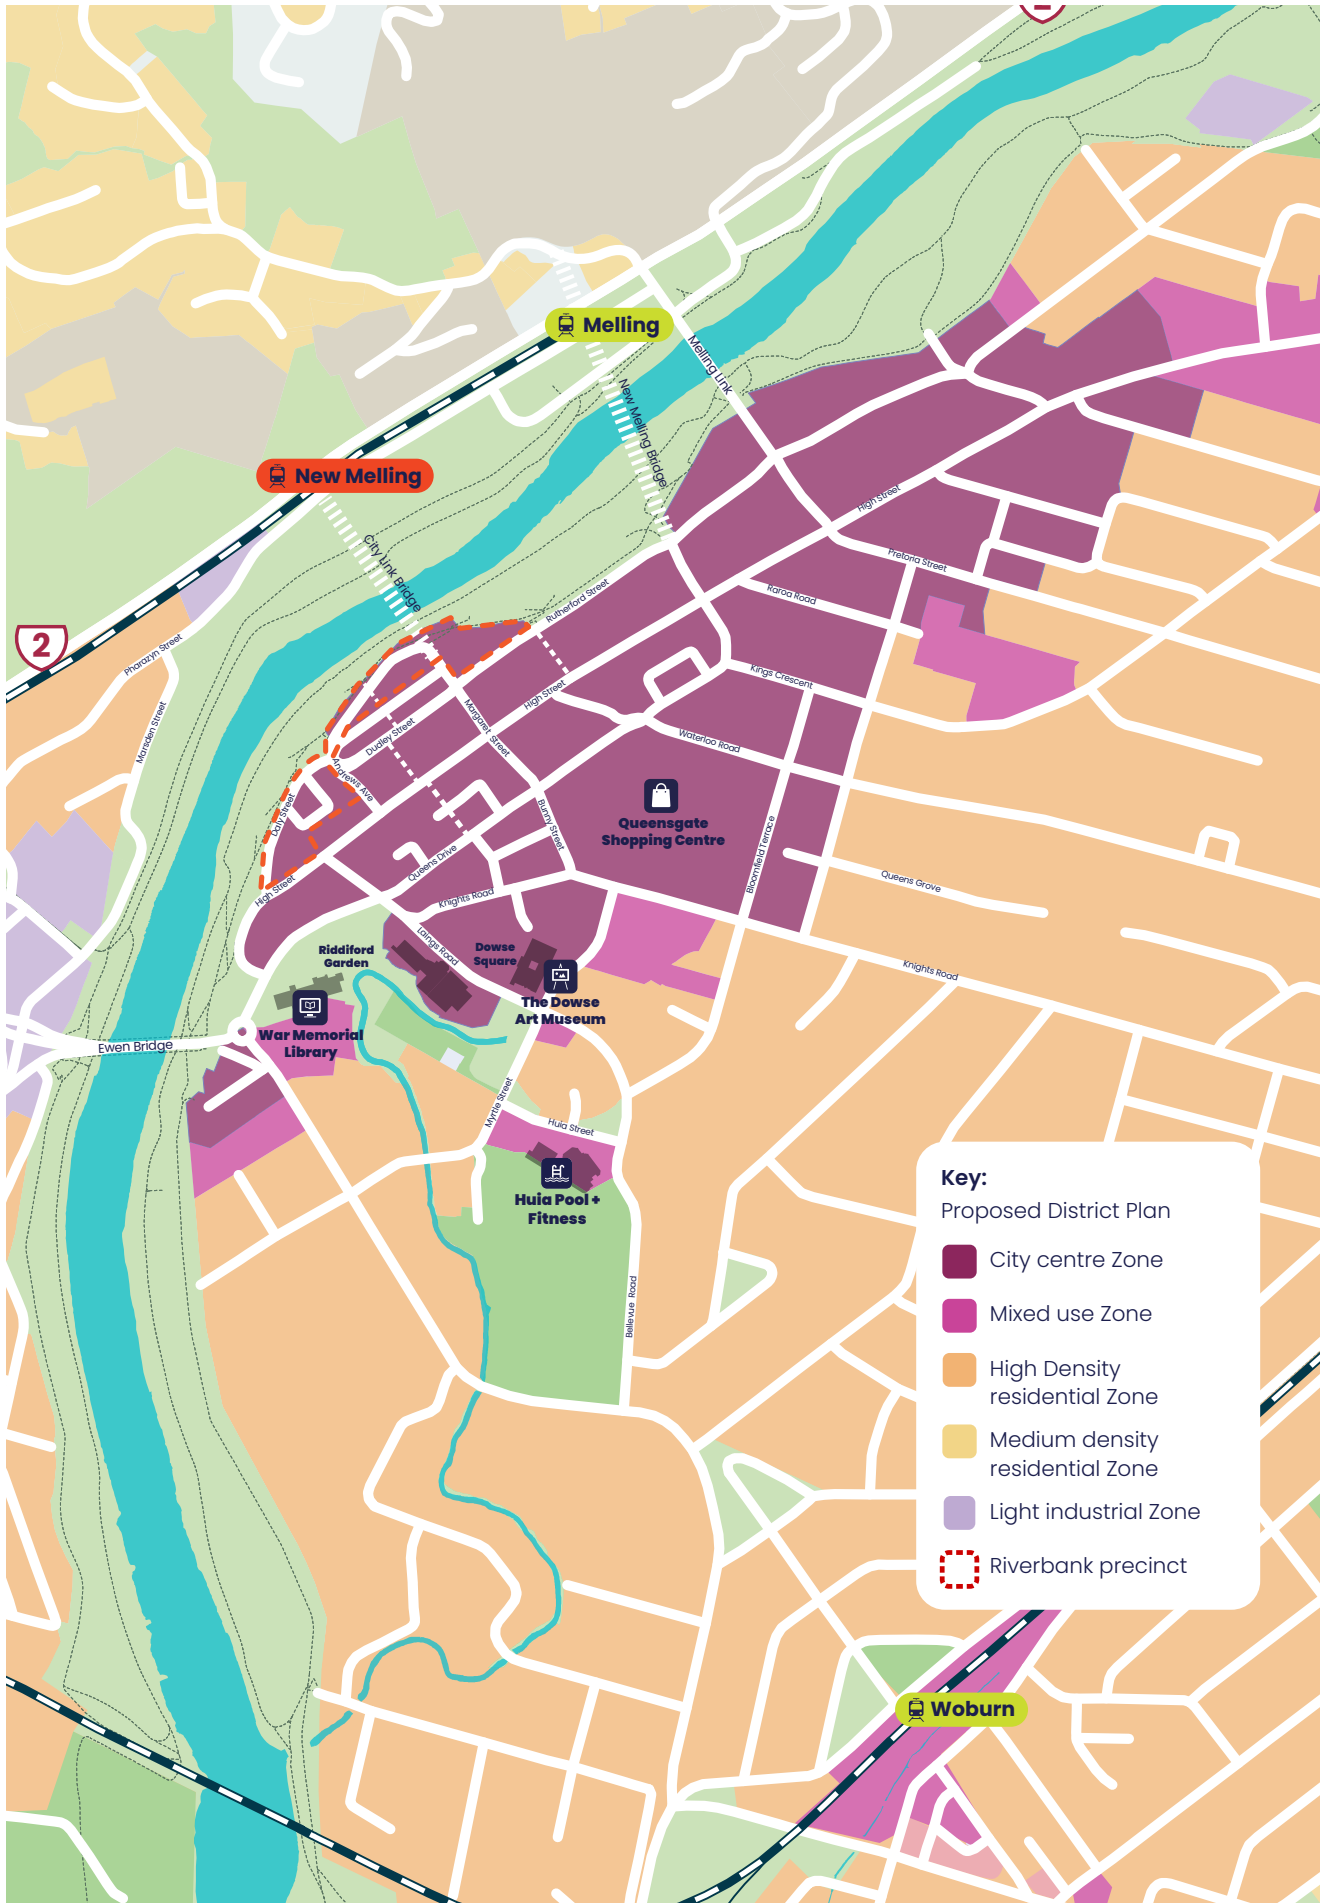 Melling
Melling Link
New Melling Bridge
New Melling
City Link Bridge
2
High Street
Pretoria Street
Raroa Road
Rutherford Street
Pharazyn Street
Marsden Street
Kings Crescent
High Street
Margaret Street
Dudley Street
Waterloo Road
Andrews Ave
Daly Street
Bunny Street
Queensgate
Shopping Centre
Bloomfield Terrace
Queens Drive
Queens Grove
High Street
Knights Road
Laings Road
Riddiford
Garden
Dowse
Square
Knights Road
The Dowse
Art Museum
War Memorial
Library
Ewen Bridge
Myrtle Street
Huia Street
Huia Pool +
Fitness
Bellevue Road
Key:
Proposed District Plan
City centre Zone
Mixed use Zone
High Density
residential Zone
Medium density
residential Zone
Light industrial Zone
Riverbank precinct
Woburn